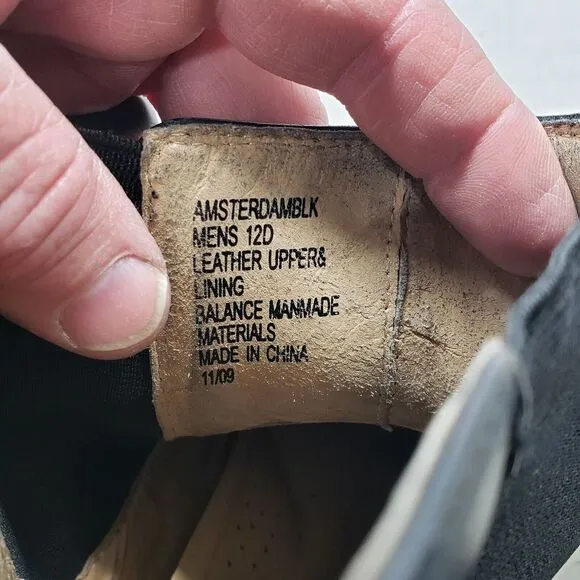 AMSTERDAMBLK
MENS 12D
LEATHER UPPER&
LINING
BALANCE MANMADE
MATERIALS
MADE IN CHINA
11/09